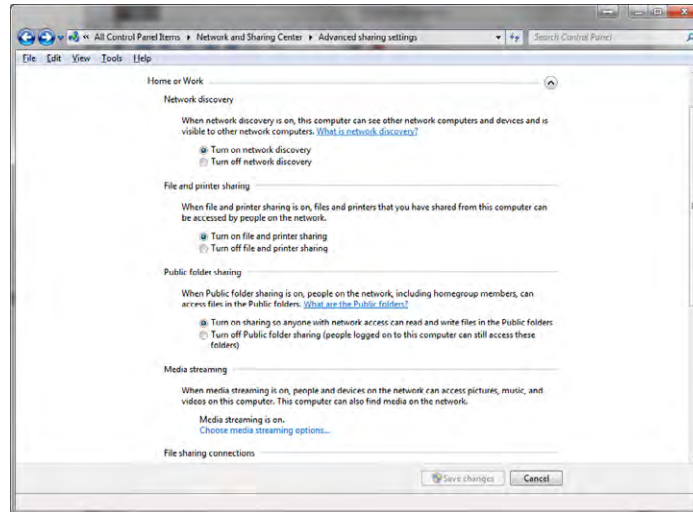 « All Control Panel Items ▸ Network and Sharing Center ▸ Advanced sharing settings Search Control Panel
File Edit View Tools Help
Home or Work
Network discovery
When network discovery is on, this computer can see other network computers and devices and is
visible to other network computers. What is network discovery?
Turn on network discovery
Turn off network discovery
File and printer sharing
When file and printer sharing is on, files and printers that you have shared from this computer can
be accessed by people on the network.
Turn on file and printer sharing
Turn off file and printer sharing
Public folder sharing
When Public folder sharing is on, people on the network, including homegroup members, can
access files in the Public folders. What are the Public folders?
Turn on sharing so anyone with network access can read and write files in the Public folders
Turn off Public folder sharing (people logged on to this computer can still access these
folders)
Media streaming
When media streaming is on, people and devices on the network can access pictures, music, and
videos on this computer. This computer can also find media on the network.
Media streaming is on.
Choose media streaming options...
File sharing connections
Save changes Cancel